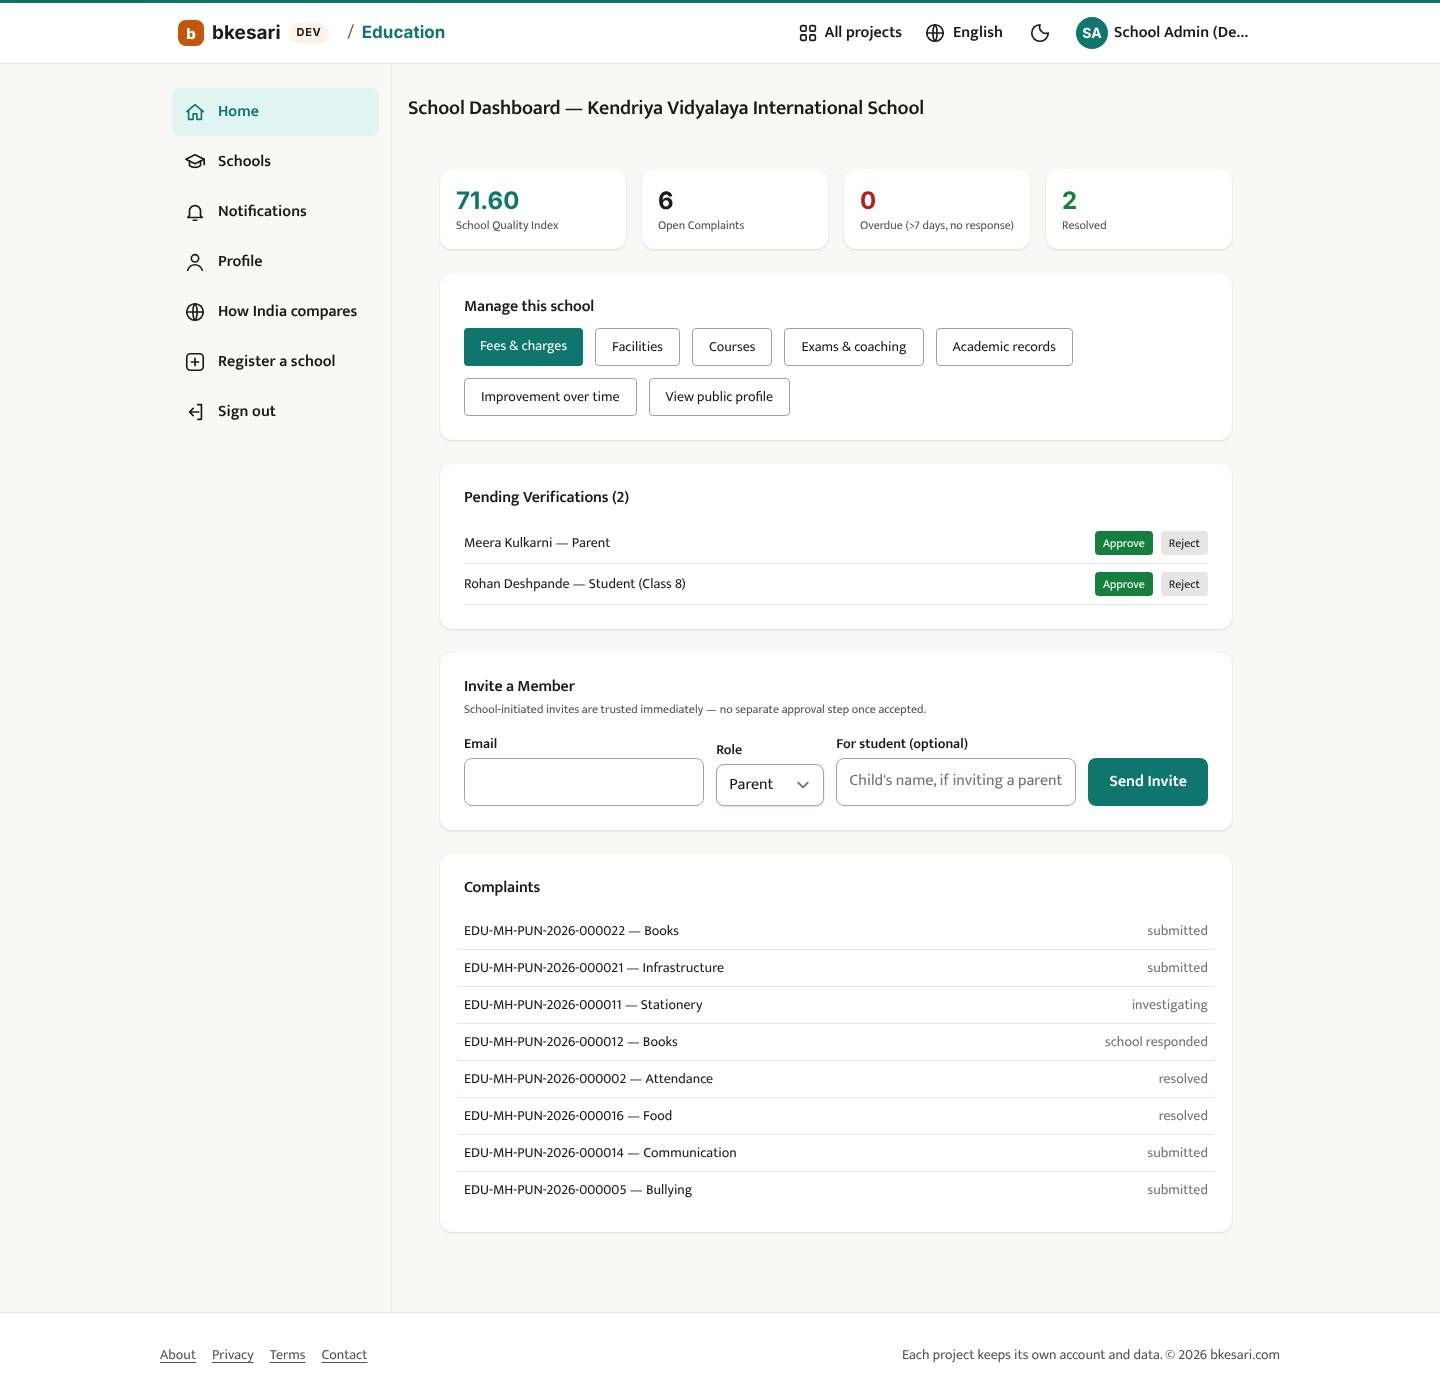 b bkesari DEV / Education All projects English SA School Admin (De...
Home
Schools
Notifications
Profile
How India compares
Register a school
Sign out
School Dashboard — Kendriya Vidyalaya International School
71.60 6 0 2
School Quality Index Open Complaints Overdue (>7 days, no response) Resolved
Manage this school
Fees & charges Facilities Courses Exams & coaching Academic records
Improvement over time View public profile
Pending Verifications (2)
Meera Kulkarni — Parent Approve Reject
Rohan Deshpande — Student (Class 8) Approve Reject
Invite a Member
School-initiated invites are trusted immediately — no separate approval step once accepted.
Email Role For student (optional)
Parent Child's name, if inviting a parent Send Invite
Complaints
EDU-MH-PUN-2026-000022 — Books submitted
EDU-MH-PUN-2026-000021 — Infrastructure submitted
EDU-MH-PUN-2026-000011 — Stationery investigating
EDU-MH-PUN-2026-000012 — Books school responded
EDU-MH-PUN-2026-000002 — Attendance resolved
EDU-MH-PUN-2026-000016 — Food resolved
EDU-MH-PUN-2026-000014 — Communication submitted
EDU-MH-PUN-2026-000005 — Bullying submitted
About Privacy Terms Contact Each project keeps its own account and data. © 2026 bkesari.com